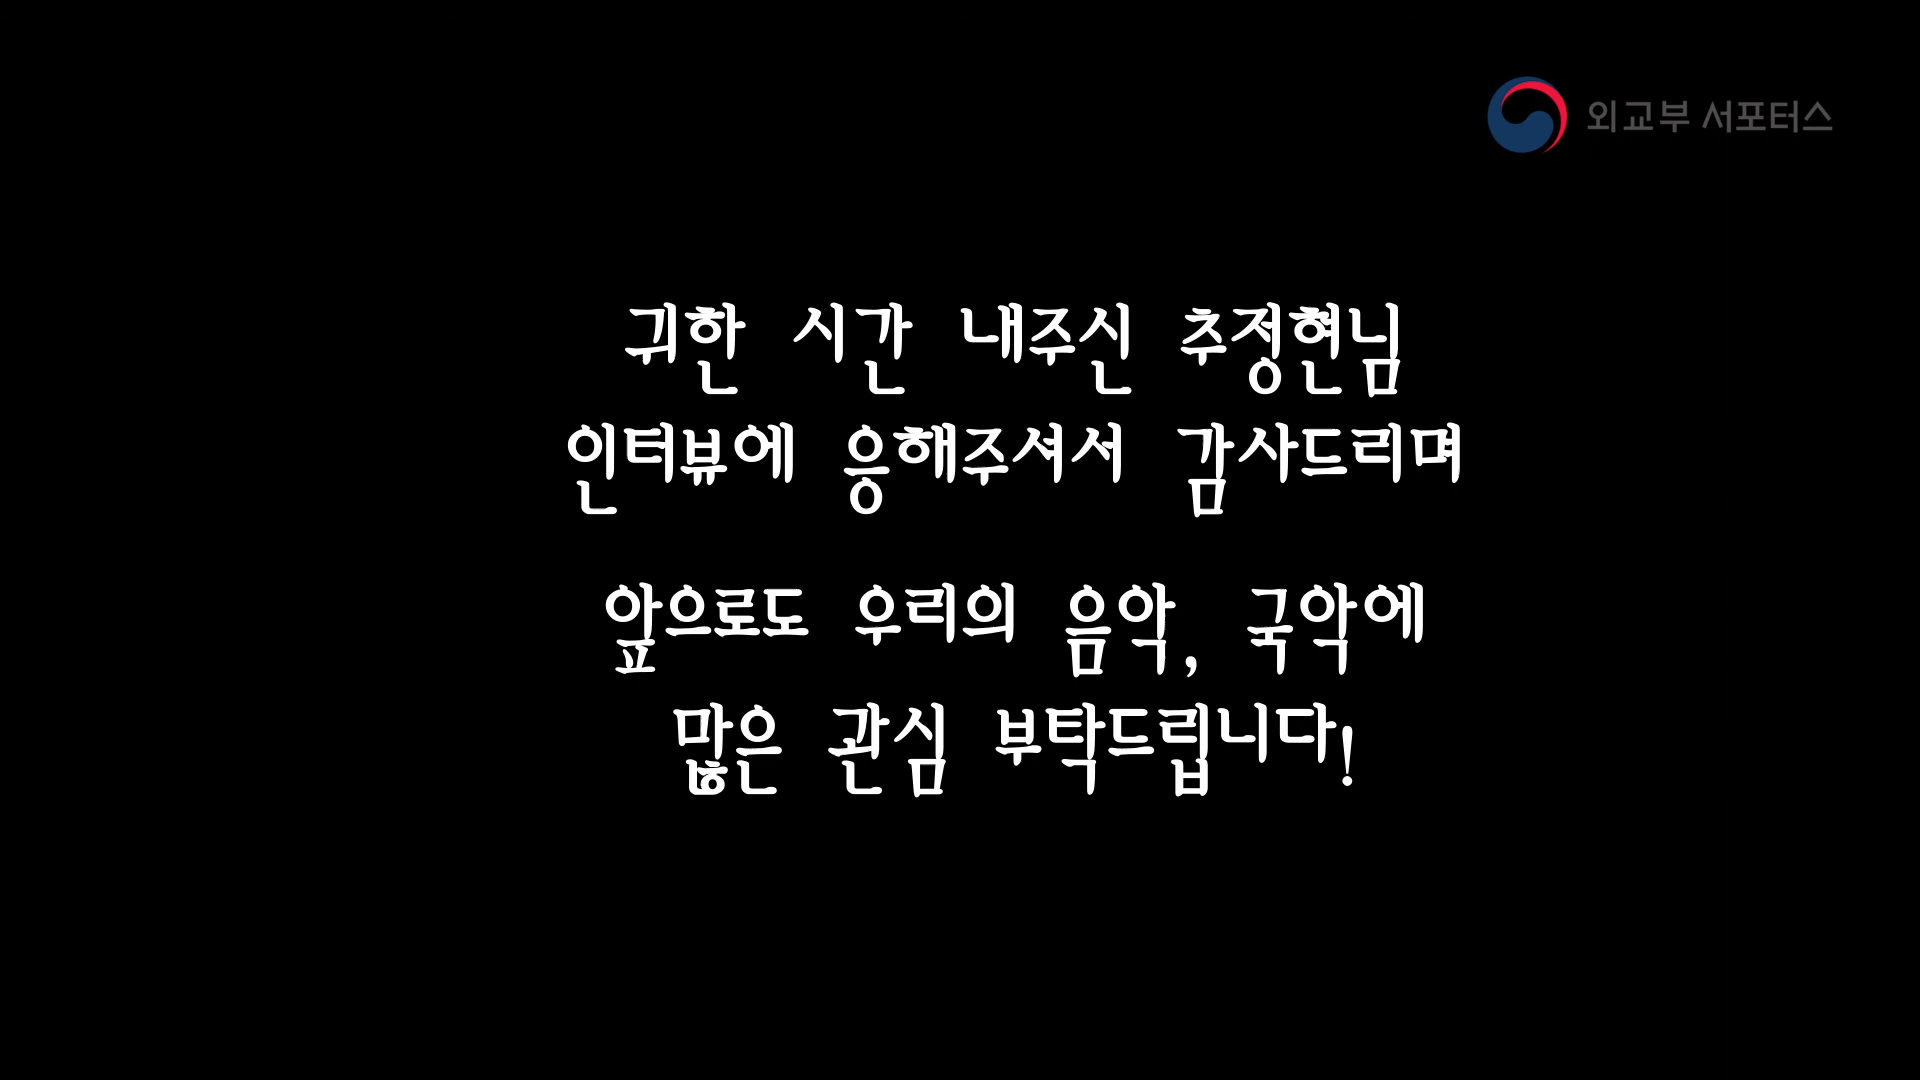 외교부 서포터스
귀한 시간 내주신 추정현님
인터뷰에 응해주셔서 감사드리며
앞으로도 우리의 음악, 국악에
많은 관심 부탁드립니다!